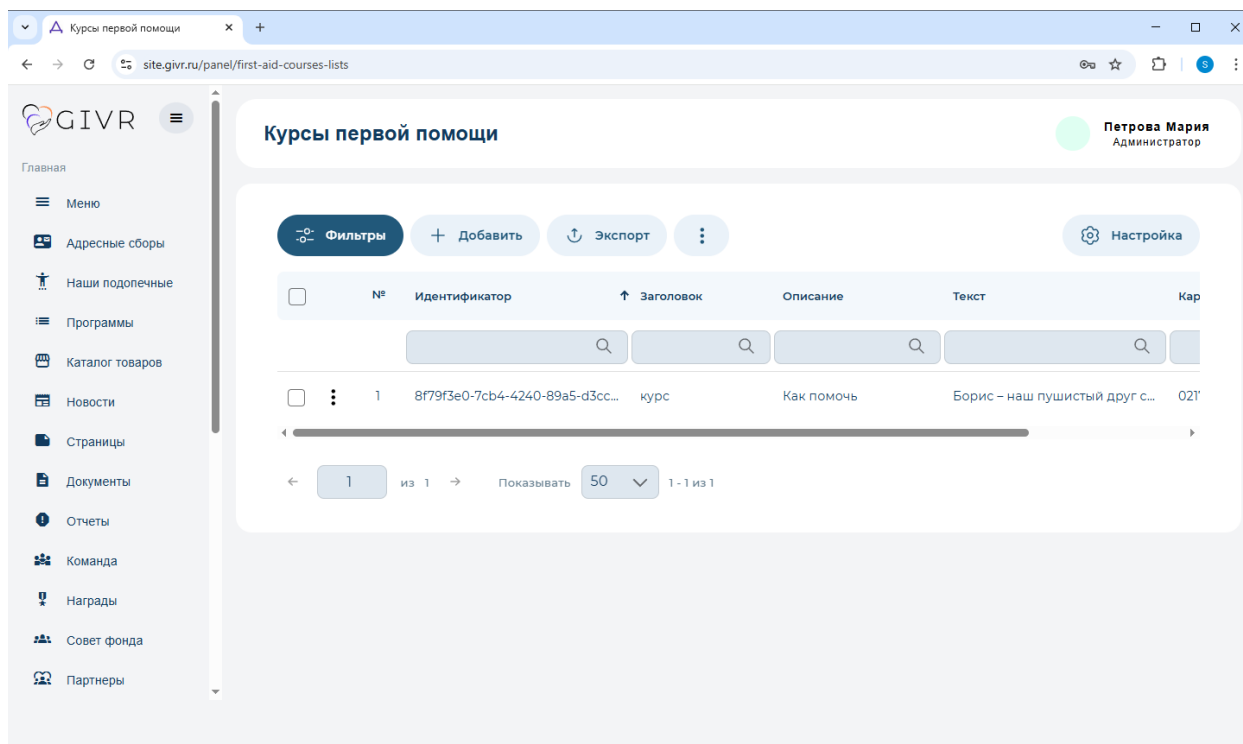 Курсы первой помощи
site.givr.ru/panel/first-aid-courses-lists
S
GIVR
Главная
Меню
Адресные сборы
Наши подопечные
Программы
Каталог товаров
Новости
Страницы
Документы
Отчеты
Команда
Награды
Совет фонда
Партнеры
Курсы первой помощи
Петрова Мария
Администратор
Фильтры Добавить Экспорт Настройка
№ Идентификатор Заголовок Описание Текст Кар
1 8f79f3e0-7cb4-4240-89a5-d3cc... курс Как помочь Борис – наш пушистый друг с...
1 из 1 Показывать 50 1 - 1 из 1